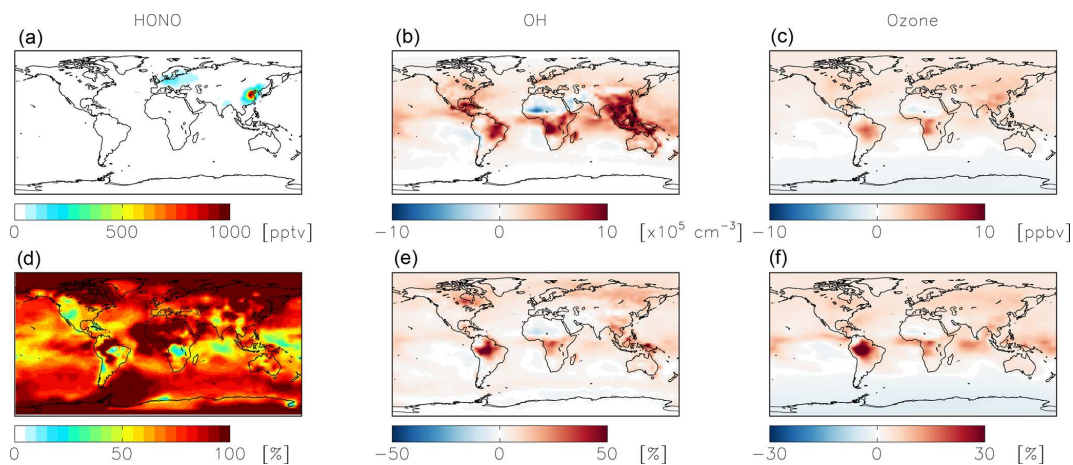 HONO OH Ozone
(a) (b) (c)
0 500 1000 [pptv] −10 0 10 [x10⁵ cm⁻³] −10 0 10 [ppbv]
(d) (e) (f)
0 50 100 [%] −50 0 50 [%] −30 0 30 [%]